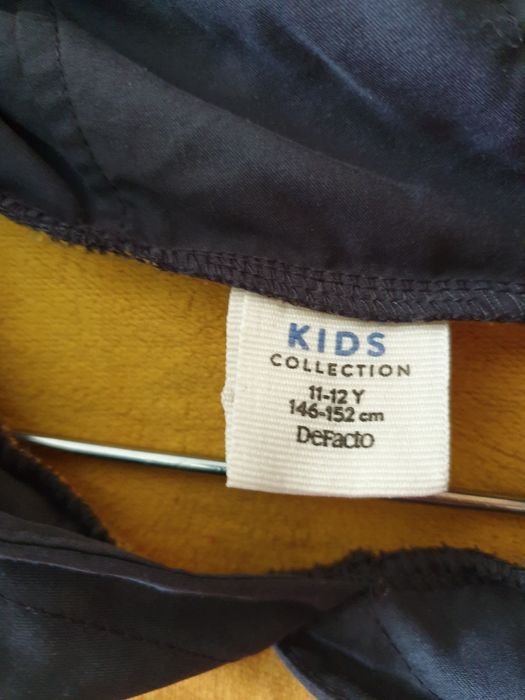 KIDS
COLLECTION
11-12 Y
146-152 cm
DeFacto